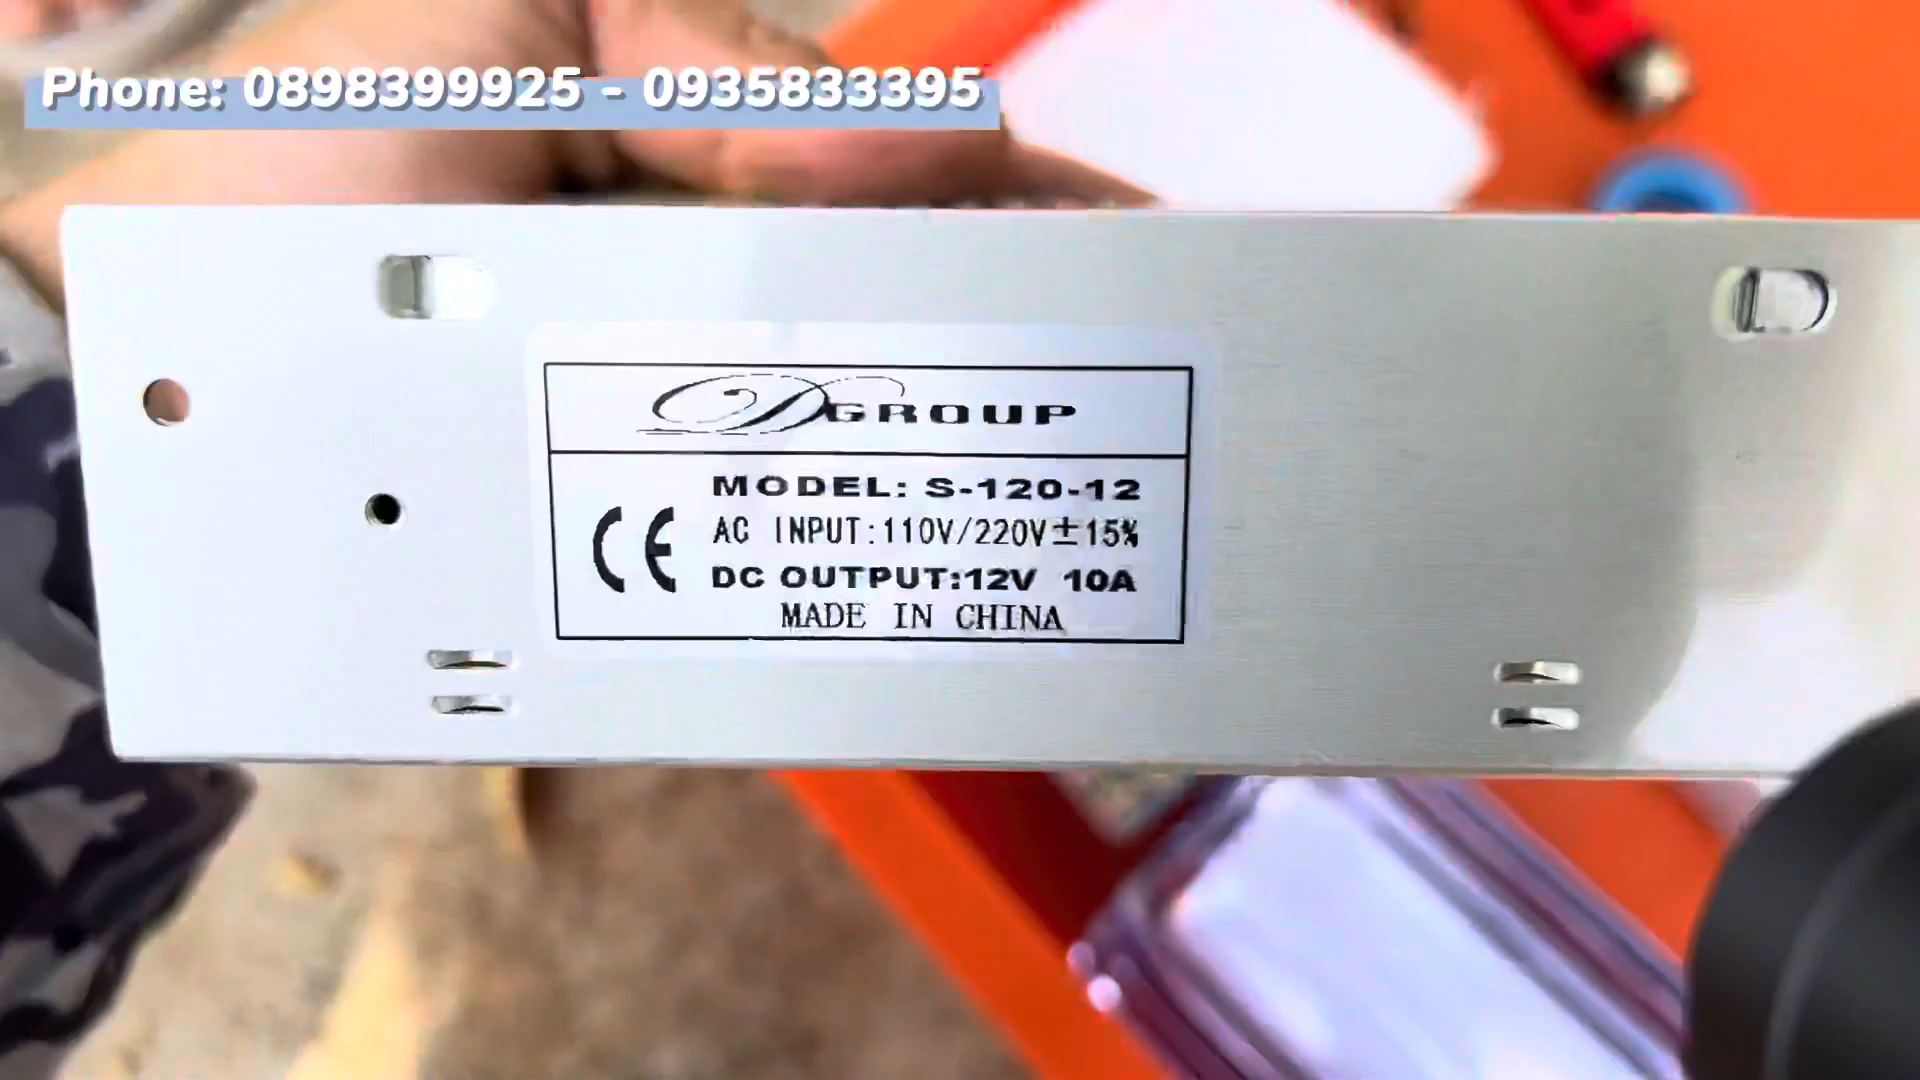 Phone: 0898399925 - 0935833395
DGROUP
MODEL: S-120-12
CE
AC INPUT:110V/220V±15%
DC OUTPUT:12V 10A
MADE IN CHINA